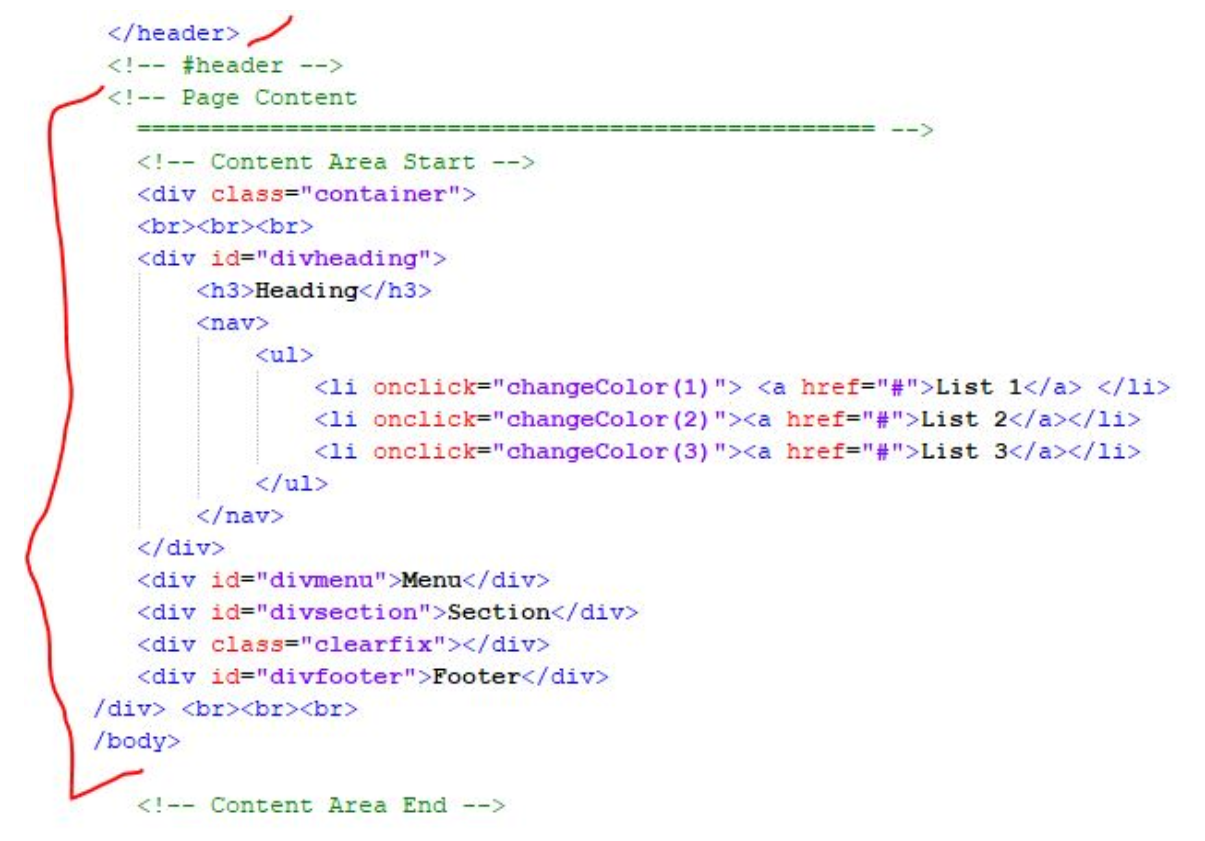 </header>
<!-- #header -->
<!-- Page Content
================================================== -->
<!-- Content Area Start -->
<div class="container">
<br><br><br>
<div id="divheading">
<h3>Heading</h3>
<nav>
<ul>
<li onclick="changeColor(1)"> <a href="#">List 1</a> </li>
<li onclick="changeColor(2)"><a href="#">List 2</a></li>
<li onclick="changeColor(3)"><a href="#">List 3</a></li>
</ul>
</nav>
</div>
<div id="divmenu">Menu</div>
<div id="divsection">Section</div>
<div class="clearfix"></div>
<div id="divfooter">Footer</div>
/div> <br><br><br>
/body>
<!-- Content Area End -->